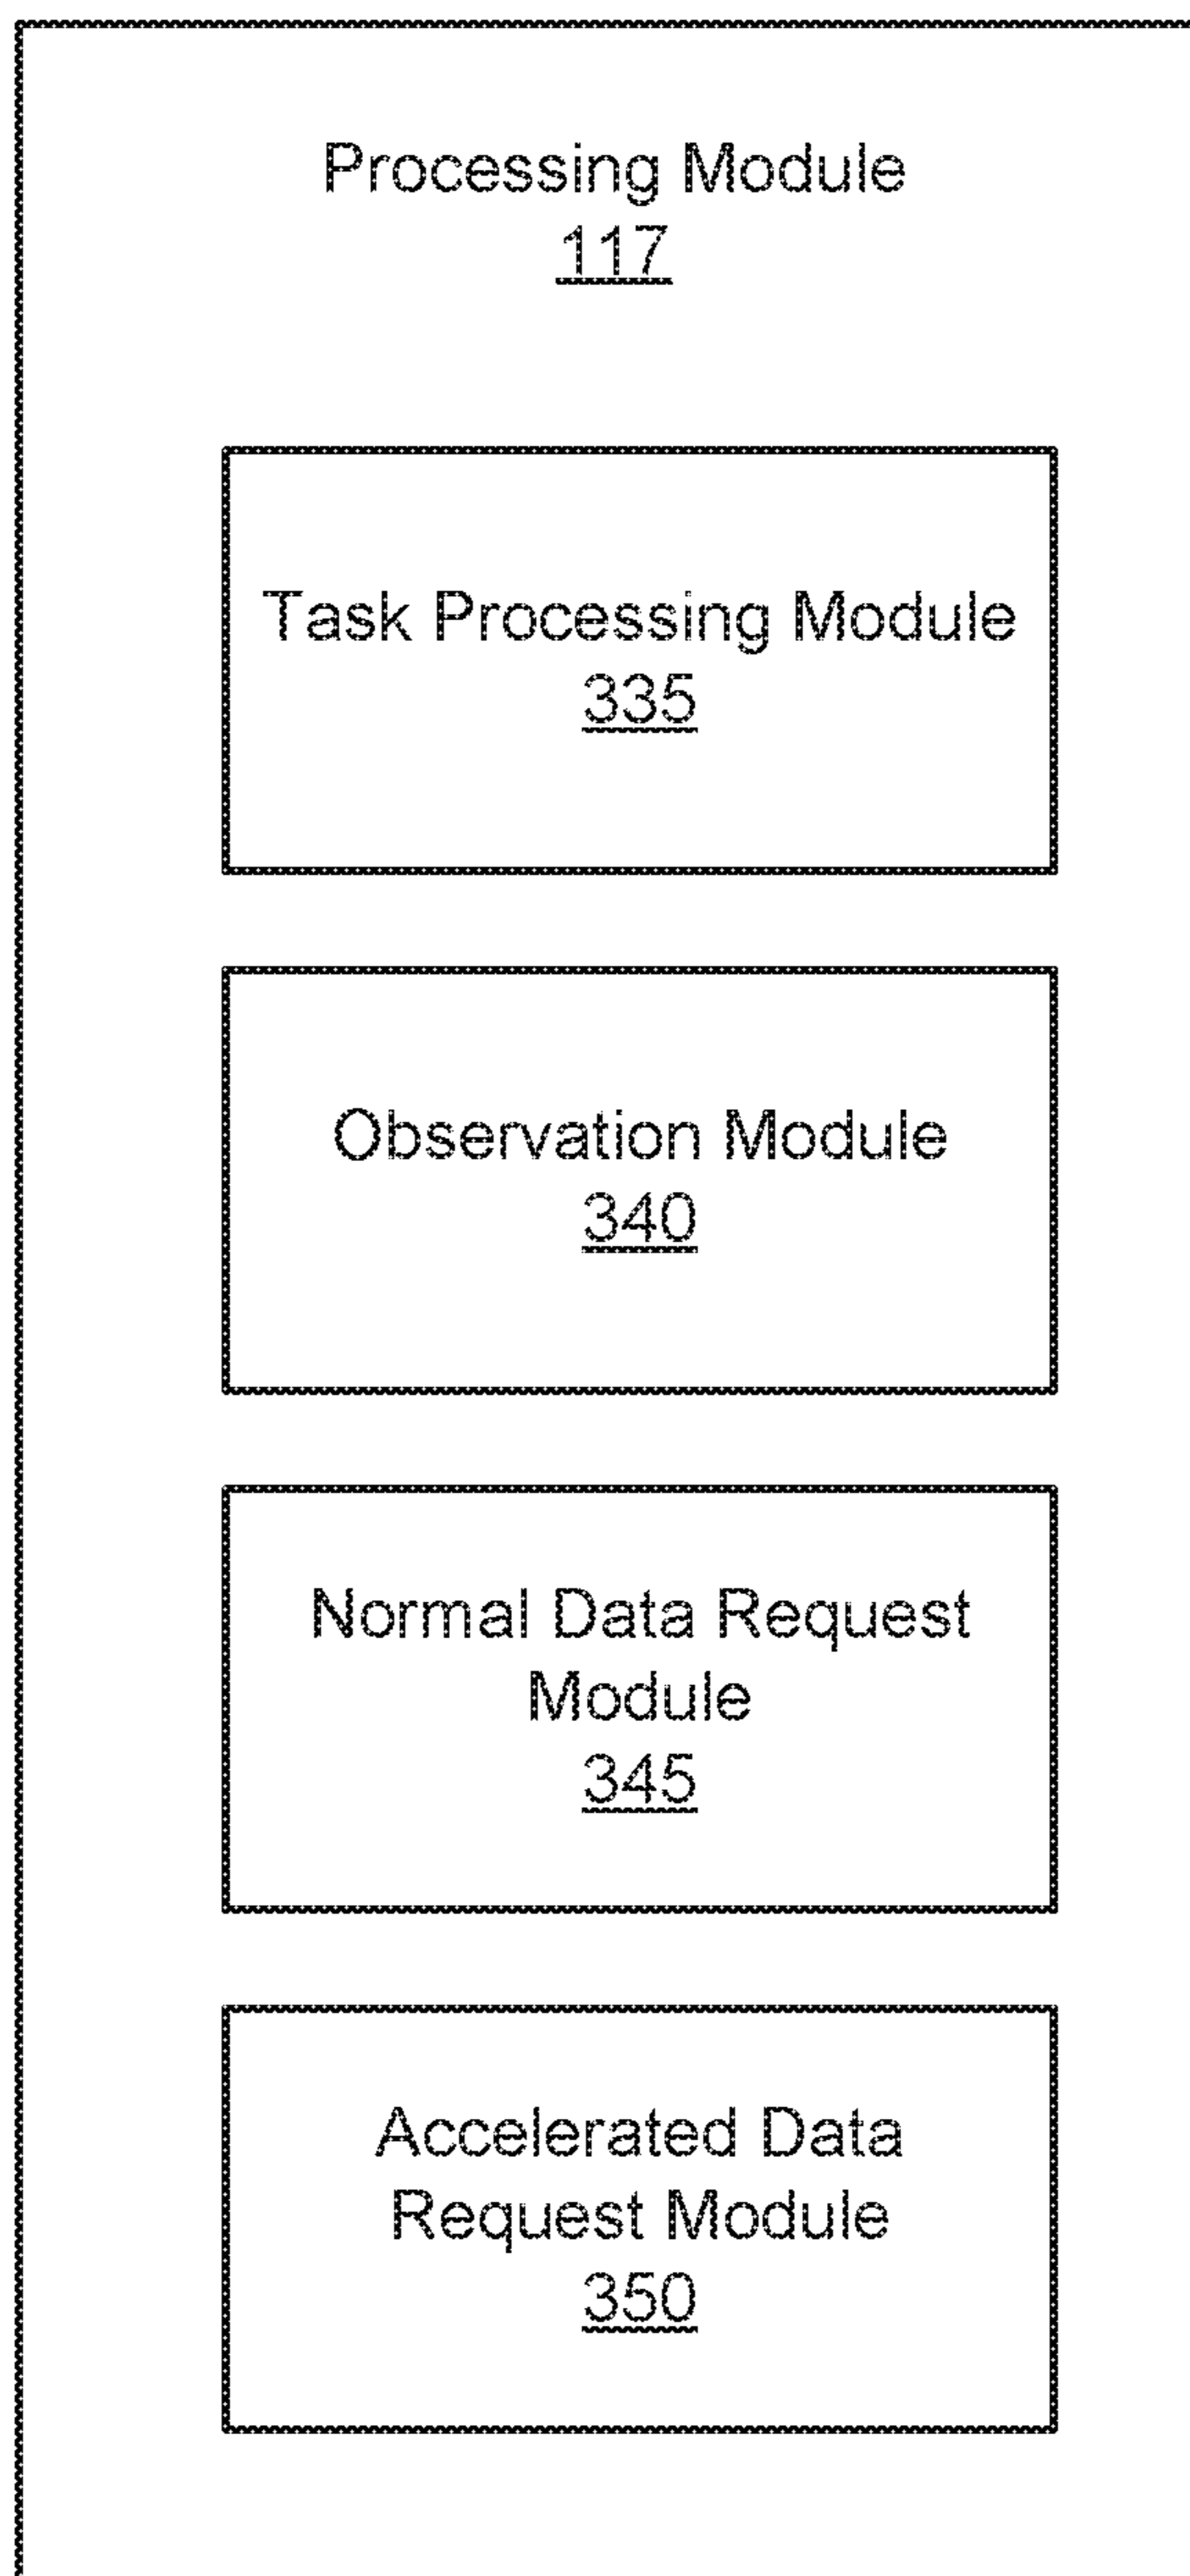 Processing Module
117
Task Processing Module
335
Observation Module
340
Normal Data Request
Module
345
Accelerated Data
Request Module
350